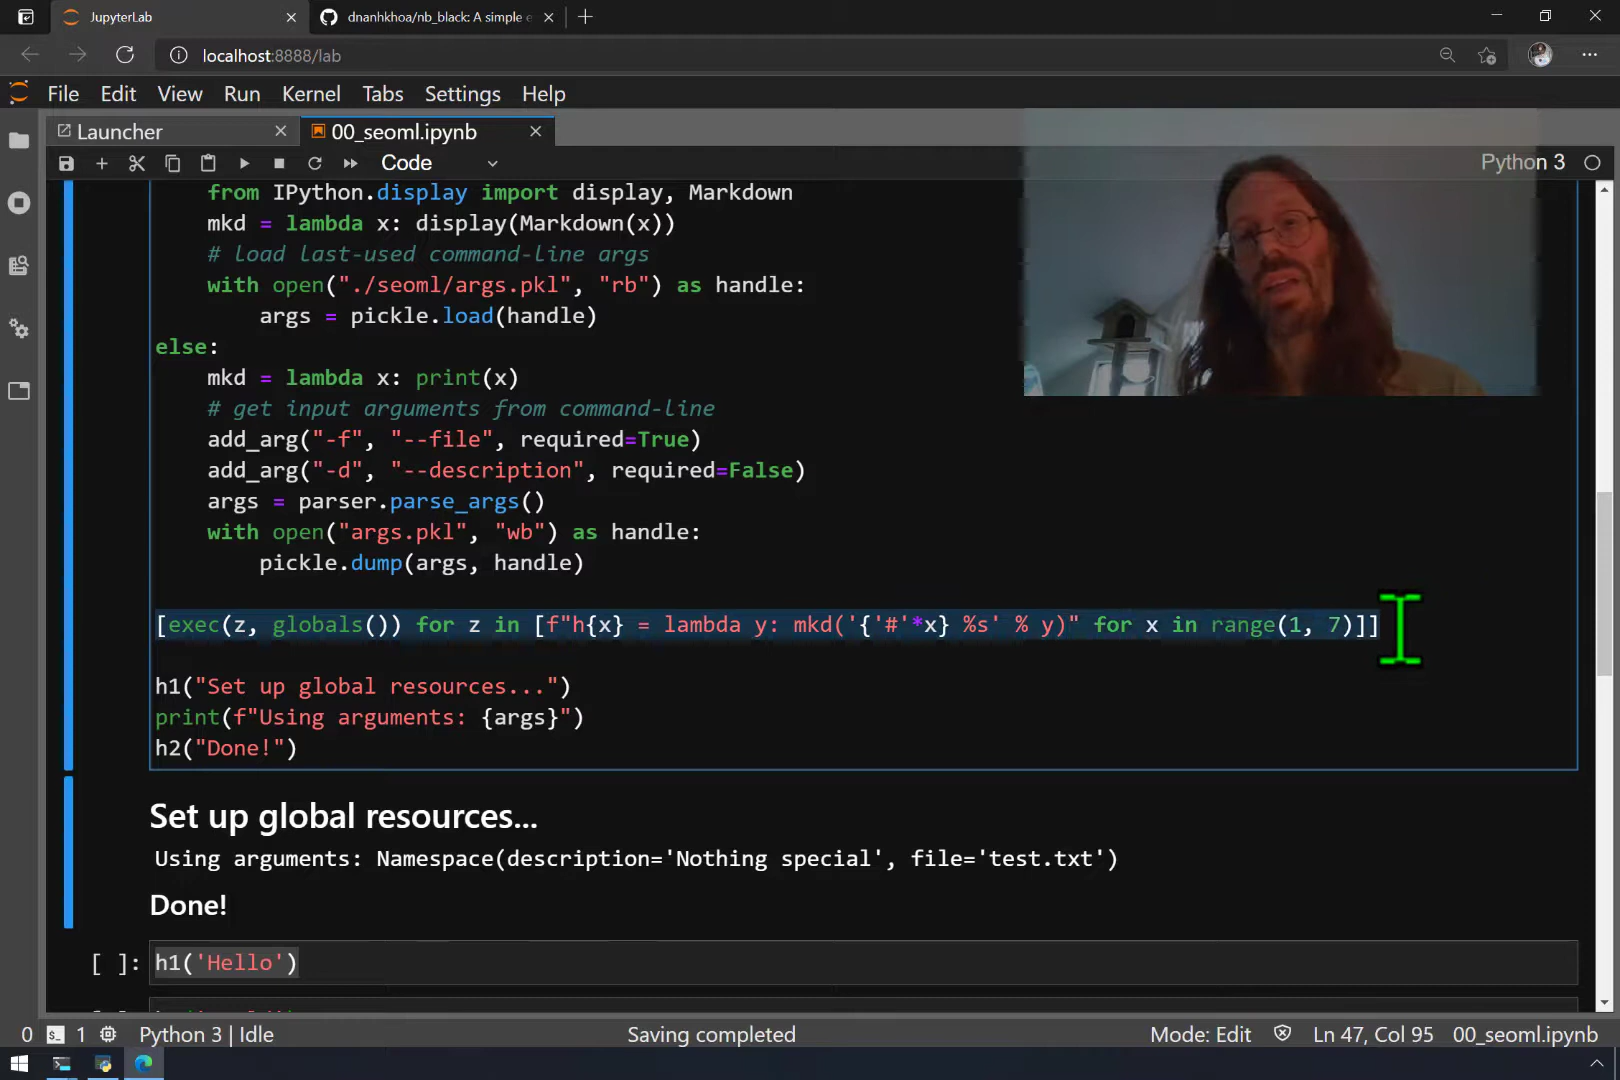 JupyterLab
dnanhkhoa/nb_black: A simple e
localhost:8888/lab
File Edit View Run Kernel Tabs Settings Help
Launcher
00_seoml.ipynb
Code
Python 3
from IPython.display import display, Markdown
mkd = lambda x: display(Markdown(x))
# load last-used command-line args
with open("./seoml/args.pkl", "rb") as handle:
args = pickle.load(handle)
else:
mkd = lambda x: print(x)
# get input arguments from command-line
add_arg("-f", "--file", required=True)
add_arg("-d", "--description", required=False)
args = parser.parse_args()
with open("args.pkl", "wb") as handle:
pickle.dump(args, handle)
[exec(z, globals()) for z in [f"h{x} = lambda y: mkd('{'#'*x} %s' % y)" for x in range(1, 7)]]
h1("Set up global resources...")
print(f"Using arguments: {args}")
h2("Done!")
Set up global resources...
Using arguments: Namespace(description='Nothing special', file='test.txt')
Done!
[ ]: h1('Hello')
0 1 Python 3 | Idle Saving completed Mode: Edit Ln 47, Col 95 00_seoml.ipynb